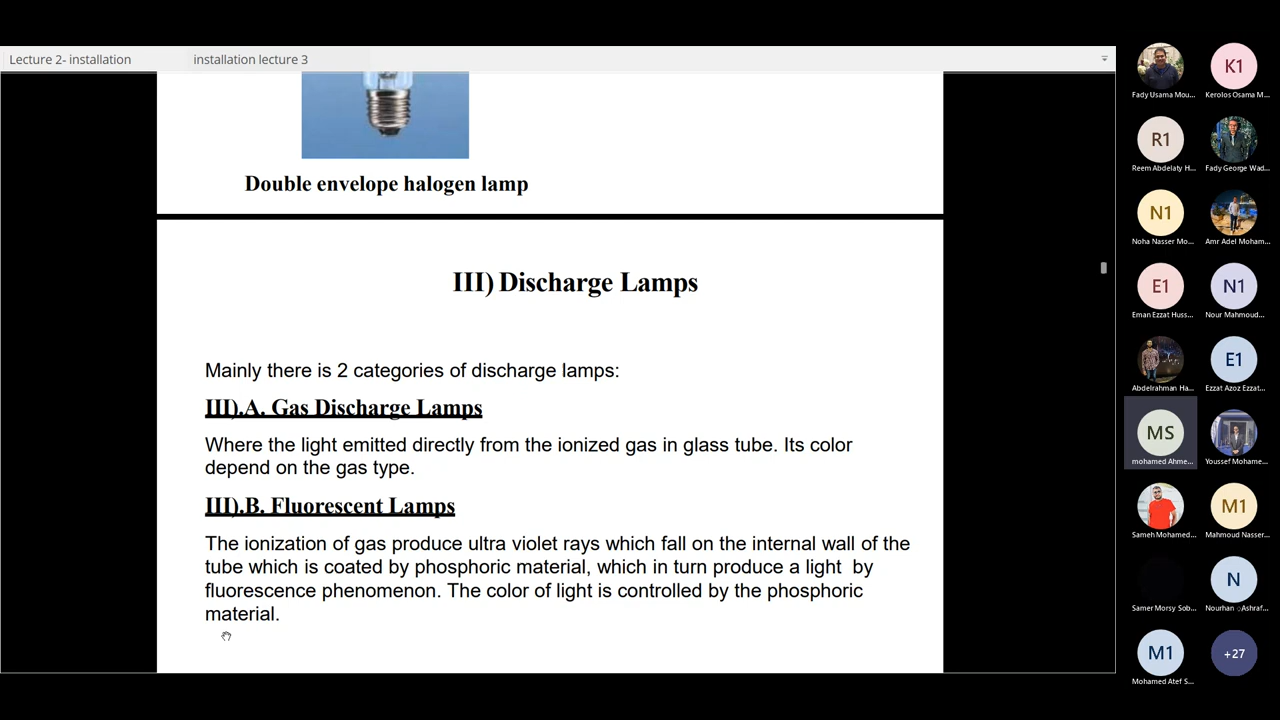 Lecture 2- installation
installation lecture 3
Double envelope halogen lamp
III) Discharge Lamps
Mainly there is 2 categories of discharge lamps:
III).A. Gas Discharge Lamps
Where the light emitted directly from the ionized gas in glass tube. Its color
depend on the gas type.
III).B. Fluorescent Lamps
The ionization of gas produce ultra violet rays which fall on the internal wall of the
tube which is coated by phosphoric material, which in turn produce a light by
fluorescence phenomenon. The color of light is controlled by the phosphoric
material.
K1
Fady Usama Mou...
Kerolos Osama M...
R1
Reem Abdelaty H...
Fady George Wad...
N1
Noha Nasser Mo...
Amr Adel Moham...
E1
N1
Eman Ezzat Huss...
Nour Mahmoud...
E1
Abdelrahman Ha...
Ezzat Azoz Ezzat...
MS
mohamed Ahme...
Youssef Mohame...
M1
Sameh Mohamed...
Mahmoud Nasser...
N
Samer Morsy Sob...
Nourhan ِAshraf...
M1
+27
Mohamed Atef S...